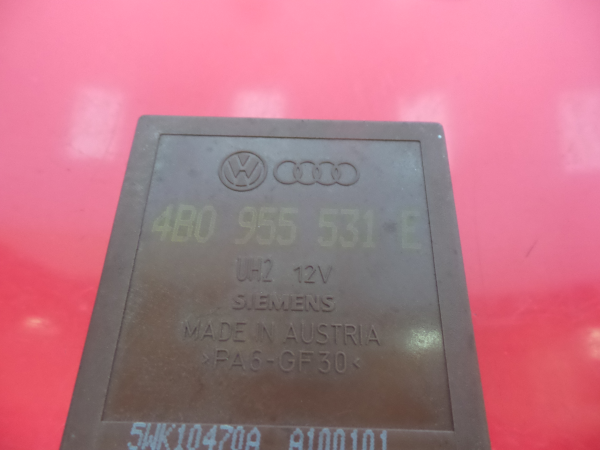 4B0 955 531 E
UH2 12V
SIEMENS
MADE IN AUSTRIA
>PA6-GF30<
5WK10470A A100101